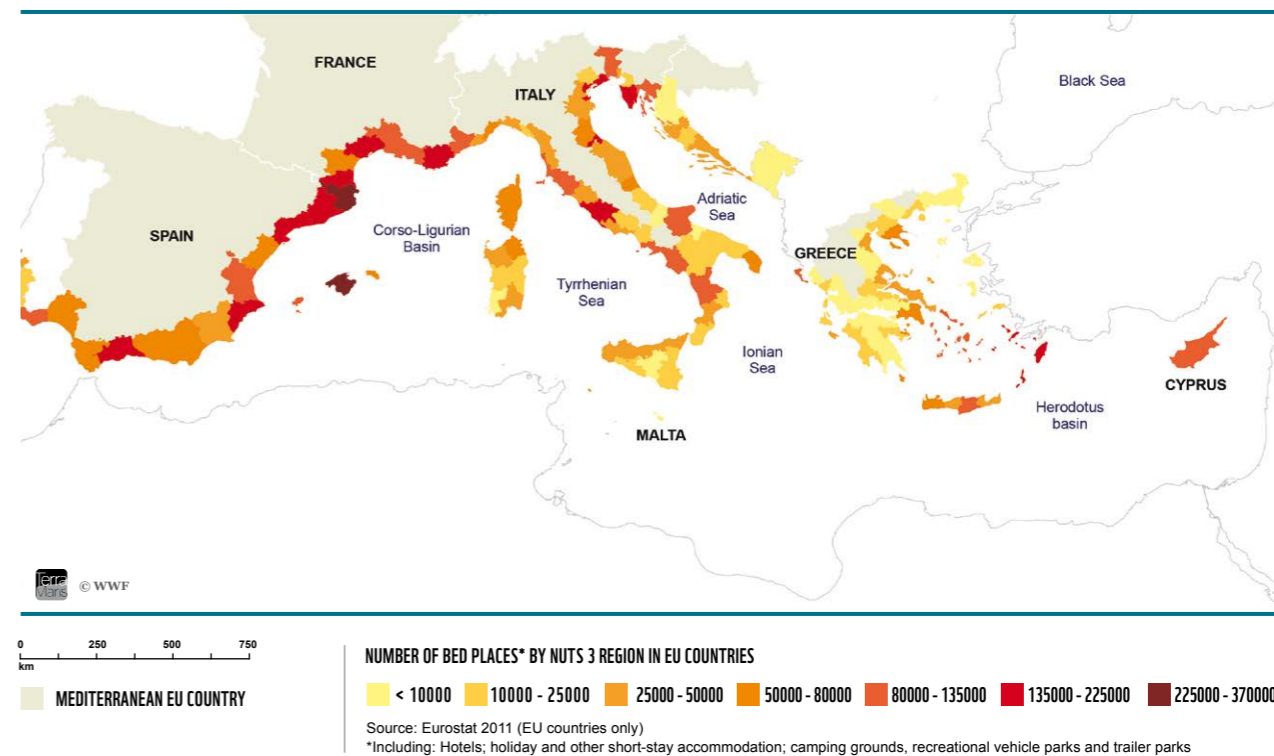 FRANCE
Black Sea
ITALY
Adriatic
Sea
SPAIN
Corso-Ligurian
Basin
GREECE
Tyrrhenian
Sea
Ionian
Sea
CYPRUS
Herodotus
basin
MALTA
Terra
Maris
© WWF
0 250 500 750
km
MEDITERRANEAN EU COUNTRY
NUMBER OF BED PLACES* BY NUTS 3 REGION IN EU COUNTRIES
< 10000 10000 - 25000 25000 - 50000 50000 - 80000 80000 - 135000 135000 - 225000 225000 - 370000
Source: Eurostat 2011 (EU countries only)
*Including: Hotels; holiday and other short-stay accommodation; camping grounds, recreational vehicle parks and trailer parks